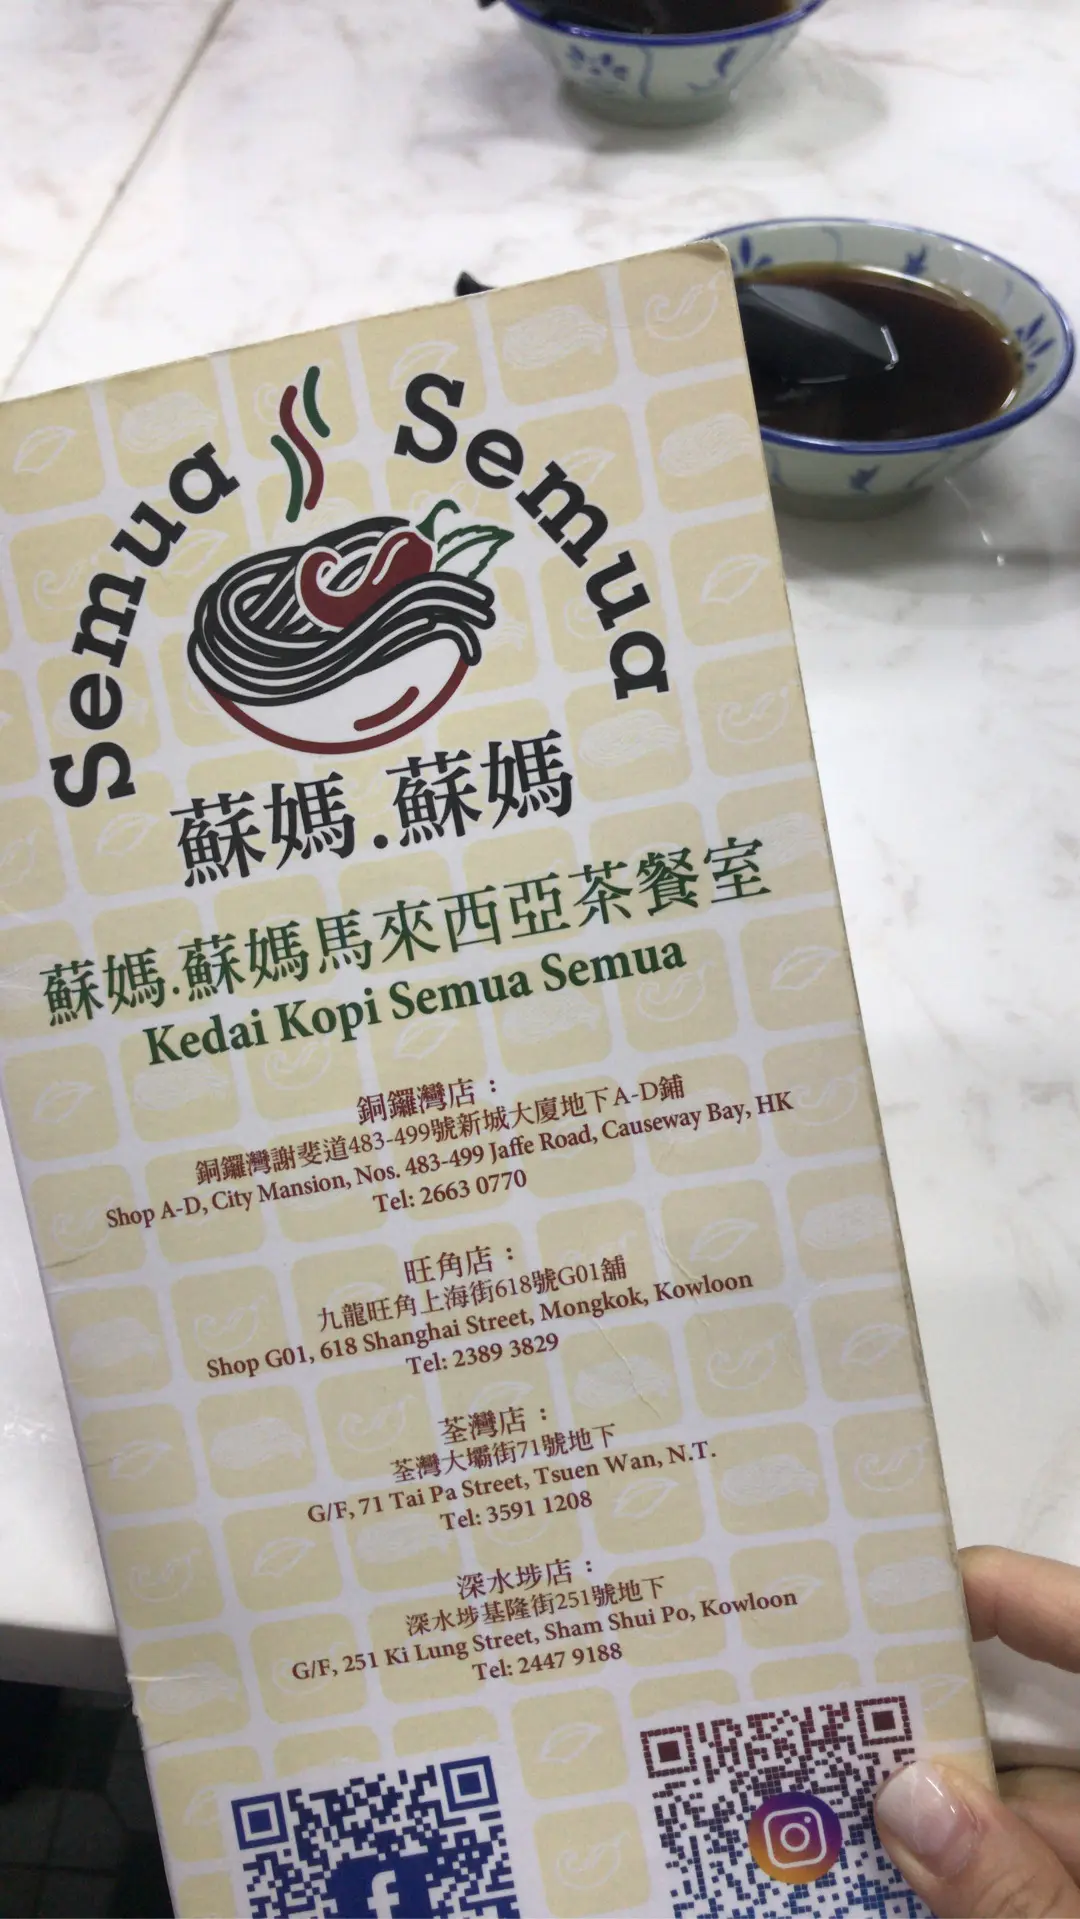 Semua Semua
蘇媽.蘇媽
蘇媽.蘇媽馬來西亞茶餐室
Kedai Kopi Semua Semua
銅鑼灣店：
銅鑼灣謝斐道483-499號新城大廈地下A-D鋪
Shop A-D, City Mansion, Nos. 483-499 Jaffe Road, Causeway Bay, HK
Tel: 2663 0770
旺角店：
九龍旺角上海街618號G01舖
Shop G01, 618 Shanghai Street, Mongkok, Kowloon
Tel: 2389 3829
荃灣店：
荃灣大壩街71號地下
G/F, 71 Tai Pa Street, Tsuen Wan, N.T.
Tel: 3591 1208
深水埗店：
深水埗基隆街251號地下
G/F, 251 Ki Lung Street, Sham Shui Po, Kowloon
Tel: 2447 9188